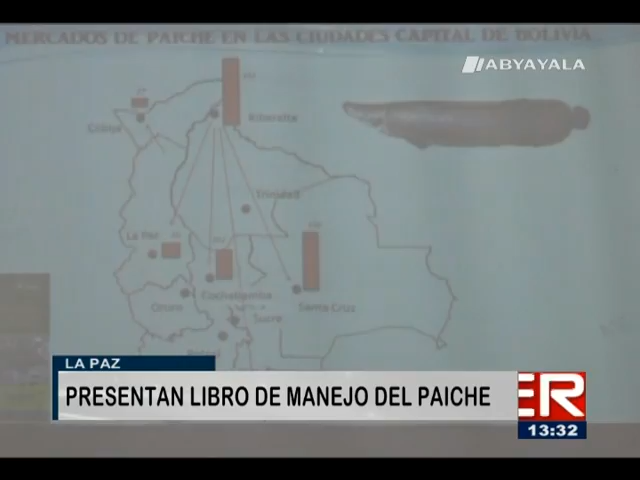 MERCADOS DE PAICHE EN LAS CIUDADES CAPITAL DE BOLIVIA
ABYAYALA
Cobija
Riberalta
Trinidad
La Paz
Cochabamba
Oruro
Santa Cruz
Sucre
Potosí
LA PAZ
PRESENTAN LIBRO DE MANEJO DEL PAICHE
ER
13:32